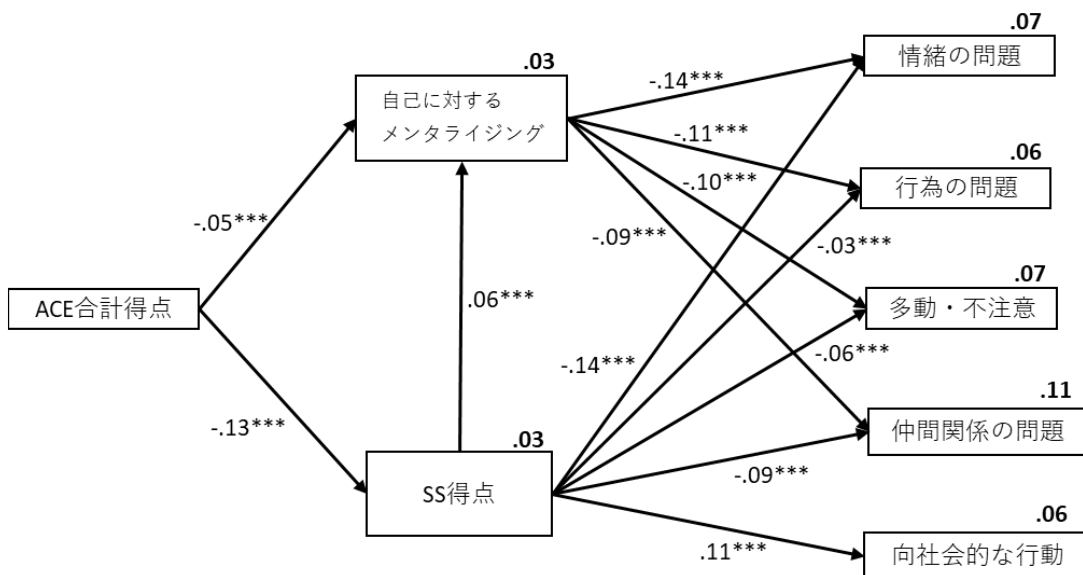 .07
情緒の問題
.03
自己に対する
メンタライジング
-.14***
-.11***
.06
行為の問題
-.10***
-.05***
-.09***
-.03***
.07
ACE合計得点
.06***
多動・不注意
-.06***
-.14***
.11
-.13***
.03
仲間関係の問題
SS得点
-.09***
.06
.11***
向社会的な行動